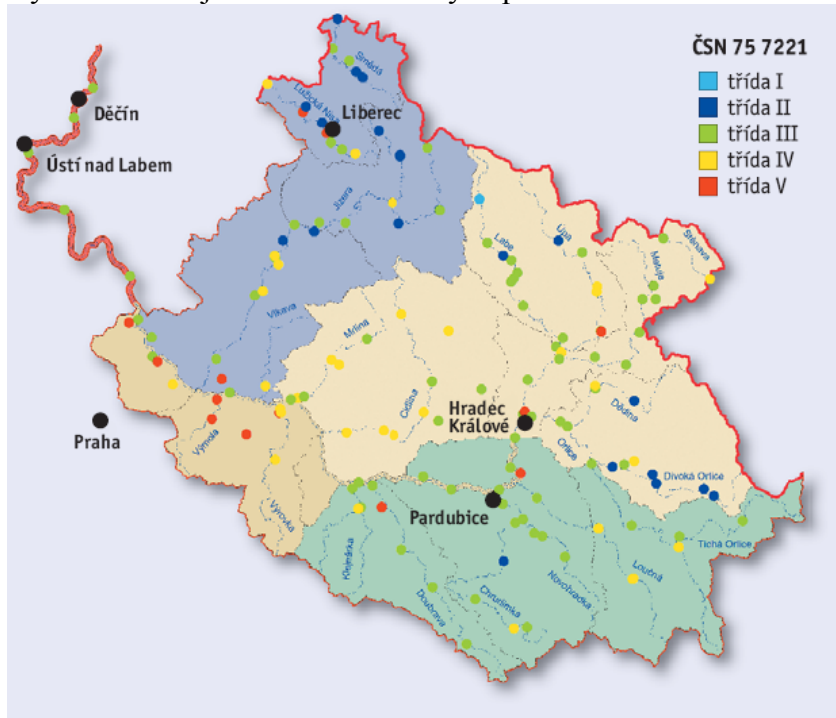 ČSN 75 7221
třída I
třída II
třída III
třída IV
třída V
Děčín
Ústí nad Labem
Liberec
Praha
Hradec
Králové
Pardubice
Smědá
Lužická Nisa
Jizera
Labe
Úpa
Metuje
Stěnava
Vlkava
Mrlina
Cidlina
Dědina
Orlice
Divoká Orlice
Tichá Orlice
Výmola
Výrovka
Klejnárka
Doubrava
Chrudimka
Novohradka
Loučná